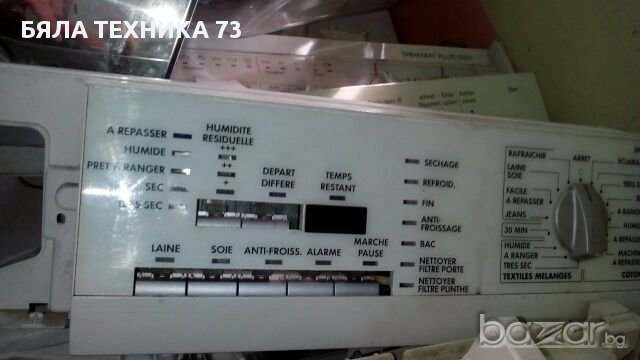 БЯЛА ТЕХНИКА 73
A REPASSER
HUMIDE
PRET A RANGER
SEC
TRES SEC
HUMIDITE
RESIDUELLE
+++
++
+
DEPART
DIFFERE
TEMPS
RESTANT
LAINE
SOIE
ANTI-FROISS.
ALARME
MARCHE
PAUSE
SECHAGE
REFROID.
FIN
ANTI-
FROISSAGE
BAC
NETTOYER
FILTRE PORTE
NETTOYER
FILTRE PLINTHE
RAFRAICHIR
LAINE
SOIE
FACILE
A REPASSER
JEANS
30 MIN
HUMIDE
A RANGER
TRES SEC
TEXTILES MELANGES
ARRET
bazar.bg